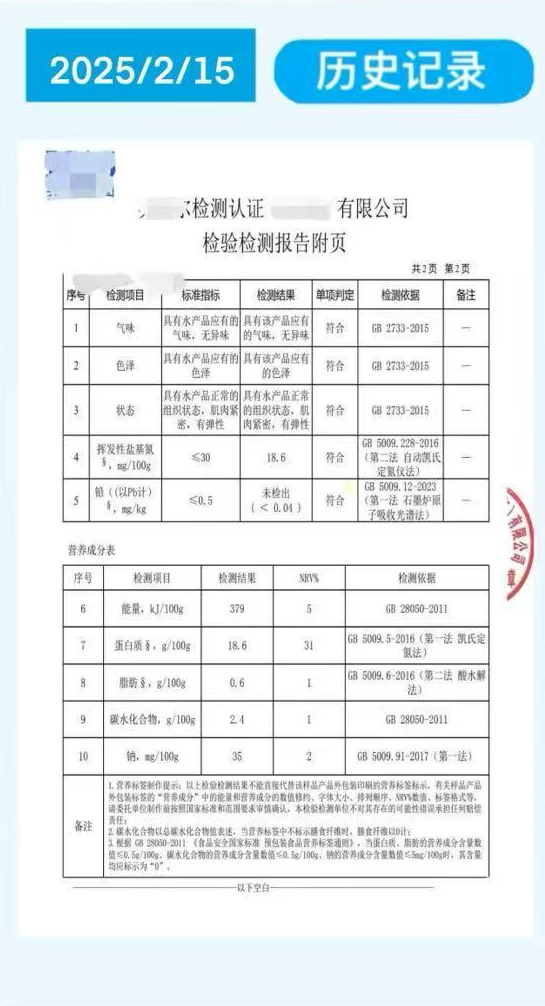 2025/2/15
历史记录
检测认证 有限公司
检验检测报告附页
共2页 第2页
序号 检测项目 标准指标 检测结果 单项判定 检测依据 备注
1 气味 具有水产品应有的气味，无异味 具有该产品应有的气味，无异味 符合 GB 2733-2015 —
2 色泽 具有水产品应有的色泽 具有该产品应有的色泽 符合 GB 2733-2015 —
3 状态 具有水产品正常的组织状态，肌肉紧密，有弹性 具有水产品正常的组织状态，肌肉紧密，有弹性 符合 GB 2733-2015 —
4 挥发性盐基氮§，mg/100g ≤30 18.6 符合 GB 5009.228-2016（第二法 自动凯氏定氮仪法） —
5 铅（(以Pb计）§，mg/kg ≤0.5 未检出（＜0.04） 符合 GB 5009.12-2023（第一法 石墨炉原子吸收光谱法） —
营养成分表
序号 检测项目 检测结果 NRV% 检测依据
6 能量，kJ/100g 379 5 GB 28050-2011
7 蛋白质§，g/100g 18.6 31 GB 5009.5-2016（第一法 凯氏定氮法）
8 脂肪§，g/100g 0.6 1 GB 5009.6-2016（第二法 酸水解法）
9 碳水化合物，g/100g 2.4 1 GB 28050-2011
10 钠，mg/100g 35 2 GB 5009.91-2017（第一法）
备注
1.营养标签制作提示：以上检验检测结果不能直接代替该样品产品外包装印刷的营养标签标示，有关样品产品
外包装标签的“营养成分”中的能量和营养成分的数值修约、字体大小、排列顺序、NRV%数值、标签格式等，
请委托单位制作前按照国家标准和范围要求审慎确认，本检验检测单位不对其存在的可能性错误承担任何赔偿
责任；
2.碳水化合物以总碳水化合物值表述，当营养标签中不标示膳食纤维时，膳食纤维以0计；
3.根据 GB 28050-2011 《食品安全国家标准 预包装食品营养标签通则》，当蛋白质、脂肪的营养成分含量数
值≤0.5g/100g、碳水化合物的营养成分含量数值≤0.5g/100g、钠的营养成分含量数值≤5mg/100g时，其含量
均应标示为“0”。
以下空白
有限公司
章